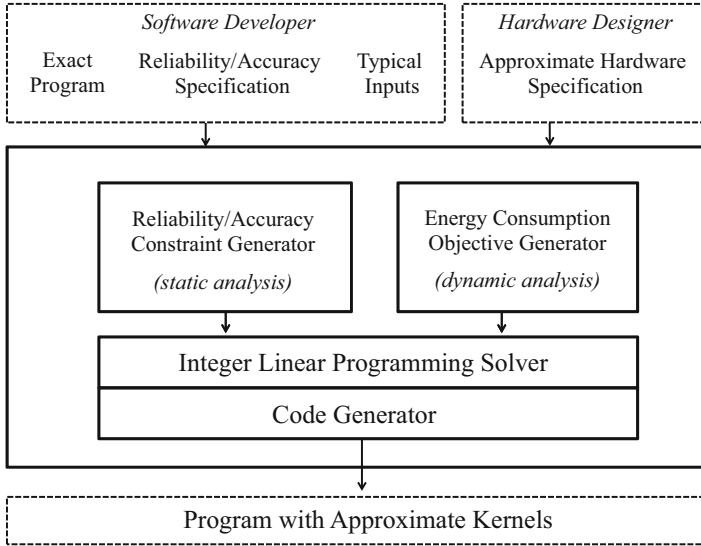 Software Developer
Hardware Designer
Exact Program
Reliability/Accuracy Specification
Typical Inputs
Approximate Hardware Specification
Reliability/Accuracy
Constraint Generator
(static analysis)
Energy Consumption
Objective Generator
(dynamic analysis)
Integer Linear Programming Solver
Code Generator
Program with Approximate Kernels